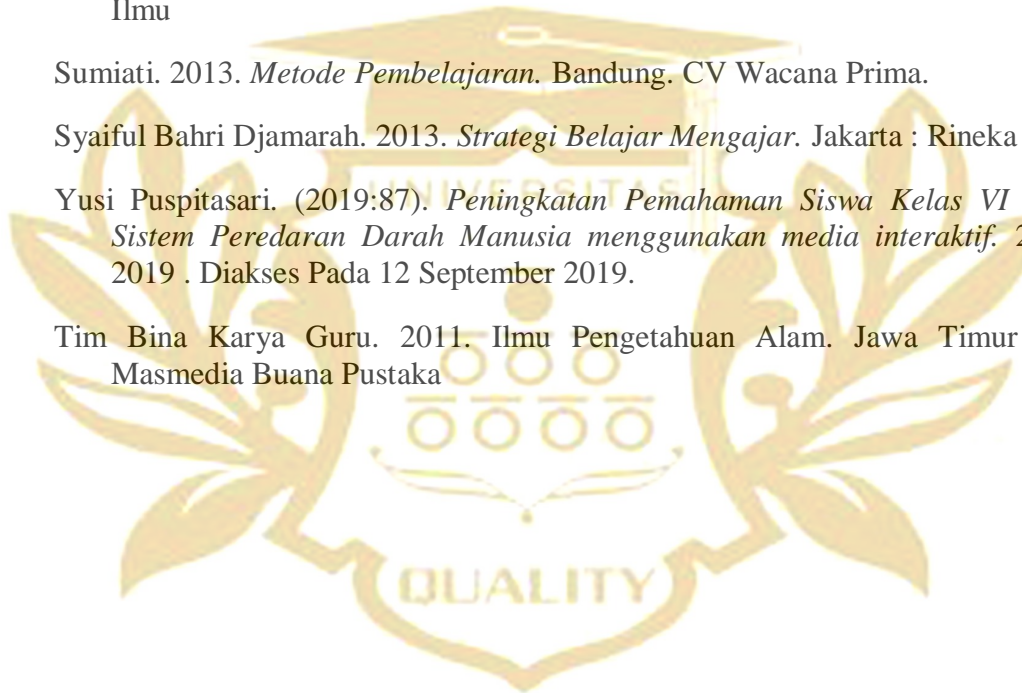 Ilmu
Sumiati. 2013. Metode Pembelajaran. Bandung. CV Wacana Prima.
Syaiful Bahri Djamarah. 2013. Strategi Belajar Mengajar. Jakarta : Rineka
Yusi Puspitasari. (2019:87). Peningkatan Pemahaman Siswa Kelas VI
Sistem Peredaran Darah Manusia menggunakan media interaktif.
2019 . Diakses Pada 12 September 2019.
Tim Bina Karya Guru. 2011. Ilmu Pengetahuan Alam. Jawa Timur
Masmedia Buana Pustaka
UNIVERSITAS
QUALITY